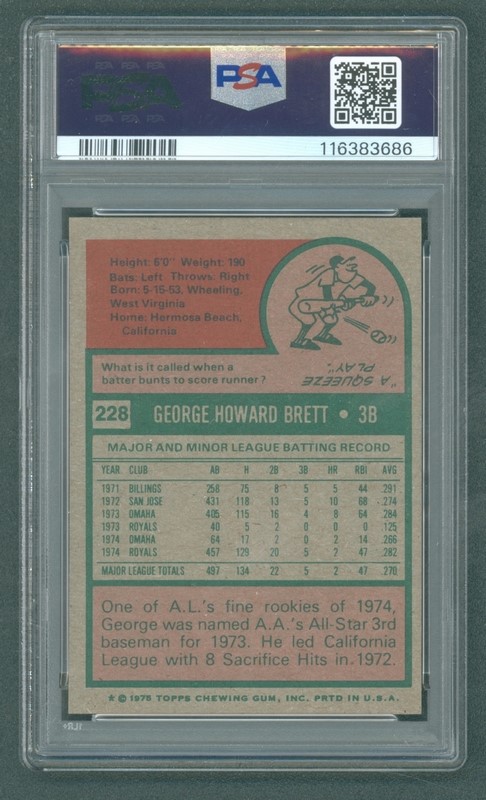 PSA
116383686
Height: 6'0" Weight: 190
Bats: Left Throws: Right
Born: 5-15-53, Wheeling,
West Virginia
Home: Hermosa Beach,
California
What is it called when a
batter bunts to score runner?
"A SQUEEZE
PLAY".
228 GEORGE HOWARD BRETT • 3B
MAJOR AND MINOR LEAGUE BATTING RECORD
YEAR CLUB AB H 2B 3B HR RBI AVG
1971 BILLINGS 258 75 8 5 5 44 .291
1972 SAN JOSE 431 118 13 5 10 68 .274
1973 OMAHA 405 115 16 4 8 64 .284
1973 ROYALS 40 5 2 0 0 0 .125
1974 OMAHA 64 17 2 0 2 14 .266
1974 ROYALS 457 129 20 5 2 47 .282
MAJOR LEAGUE TOTALS 497 134 22 5 2 47 .270
One of A.L.'s fine rookies of 1974,
George was named A.A.'s All-Star 3rd
baseman for 1973. He led California
League with 8 Sacrifice Hits in 1972.
* © 1975 TOPPS CHEWING GUM, INC. PRTD IN U.S.A.